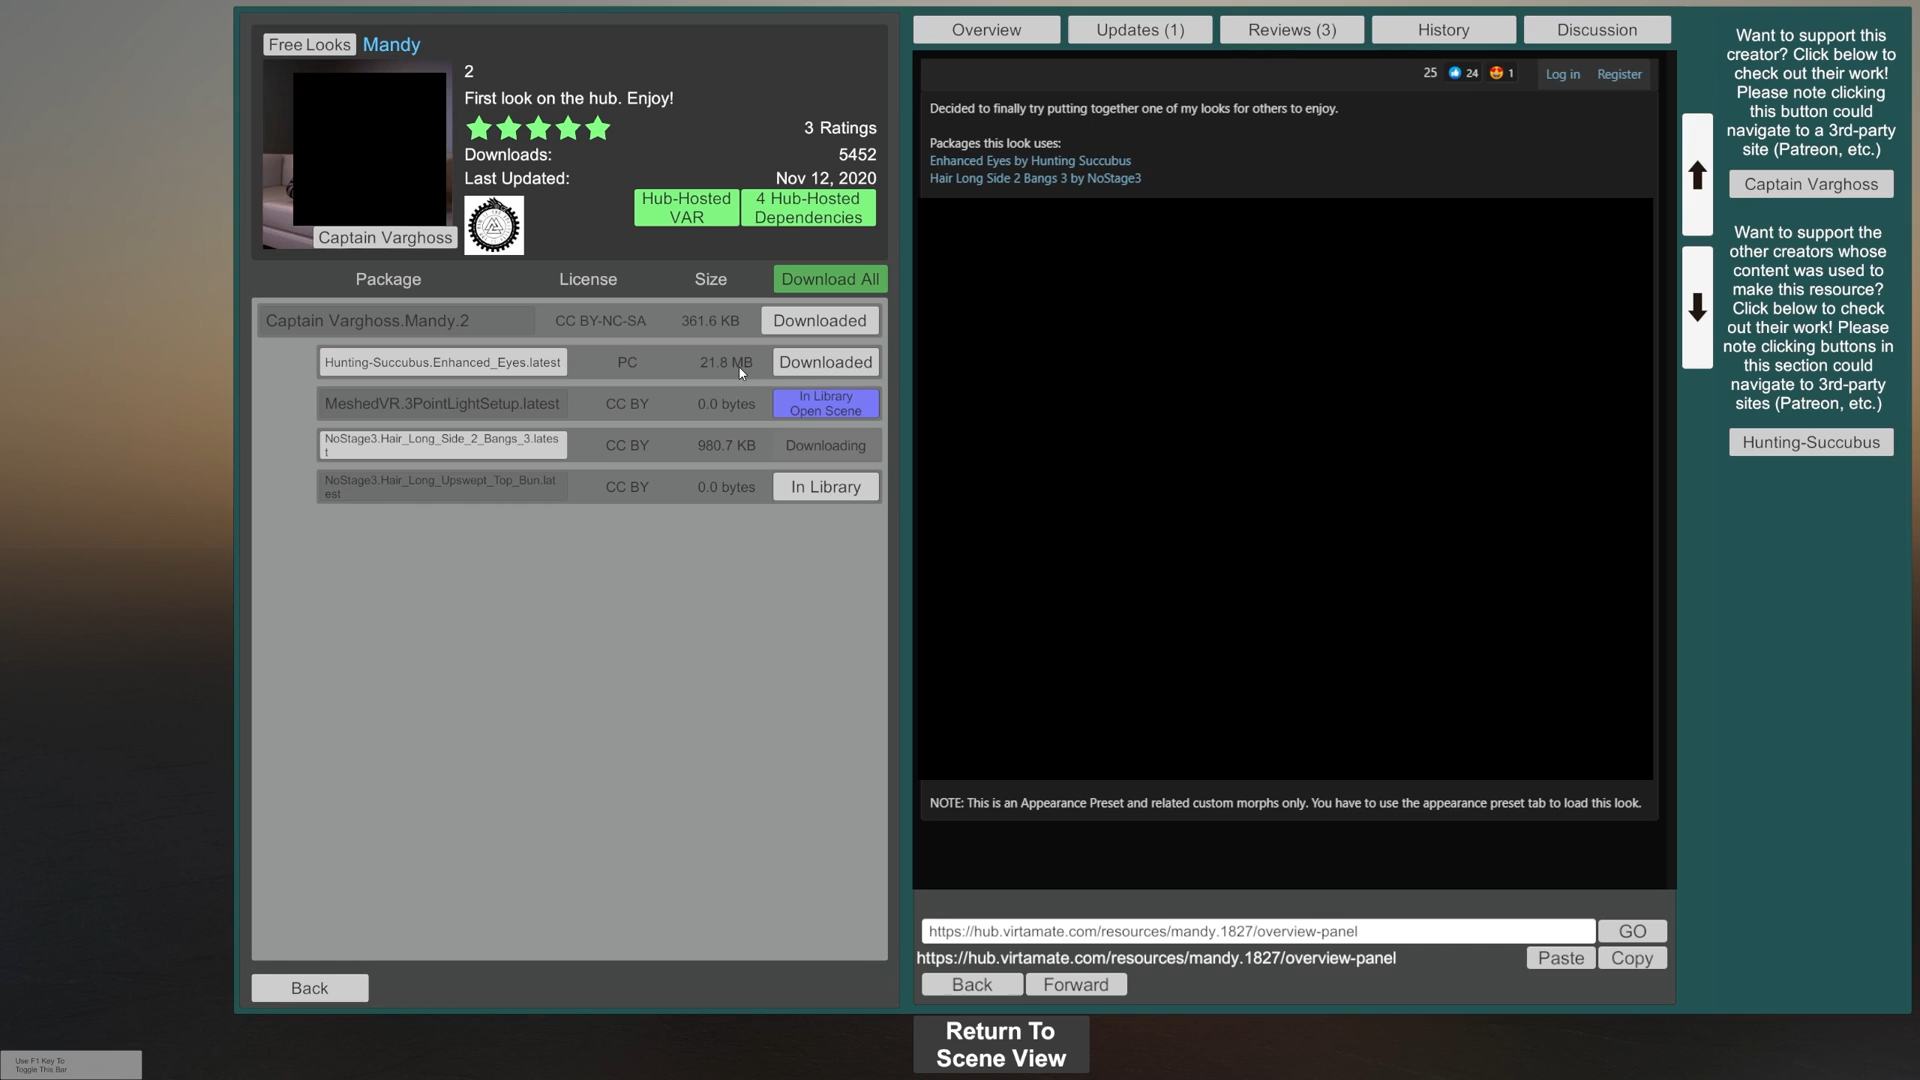 Free Looks Mandy
2
First look on the hub. Enjoy!
3 Ratings
Downloads: 5452
Last Updated: Nov 12, 2020
Hub-Hosted
VAR
4 Hub-Hosted
Dependencies
Captain Varghoss
Package License Size Download All
Captain Varghoss.Mandy.2 CC BY-NC-SA 361.6 KB Downloaded
Hunting-Succubus.Enhanced_Eyes.latest PC 21.8 MB Downloaded
MeshedVR.3PointLightSetup.latest CC BY 0.0 bytes In Library
Open Scene
NoStage3.Hair_Long_Side_2_Bangs_3.lates
t CC BY 980.7 KB Downloading
NoStage3.Hair_Long_Upswept_Top_Bun.lat
est CC BY 0.0 bytes In Library
Back
Overview Updates (1) Reviews (3) History Discussion
25 24 1 Log in Register
Decided to finally try putting together one of my looks for others to enjoy.
Packages this look uses:
Enhanced Eyes by Hunting Succubus
Hair Long Side 2 Bangs 3 by NoStage3
NOTE: This is an Appearance Preset and related custom morphs only. You have to use the appearance preset tab to load this look.
https://hub.virtamate.com/resources/mandy.1827/overview-panel GO
https://hub.virtamate.com/resources/mandy.1827/overview-panel Paste Copy
Back Forward
Want to support this
creator? Click below to
check out their work!
Please note clicking
this button could
navigate to a 3rd-party
site (Patreon, etc.)
Captain Varghoss
Want to support the
other creators whose
content was used to
make this resource?
Click below to check
out their work! Please
note clicking buttons in
this section could
navigate to 3rd-party
sites (Patreon, etc.)
Hunting-Succubus
Return To
Scene View
Use F1 Key To
Toggle This Bar